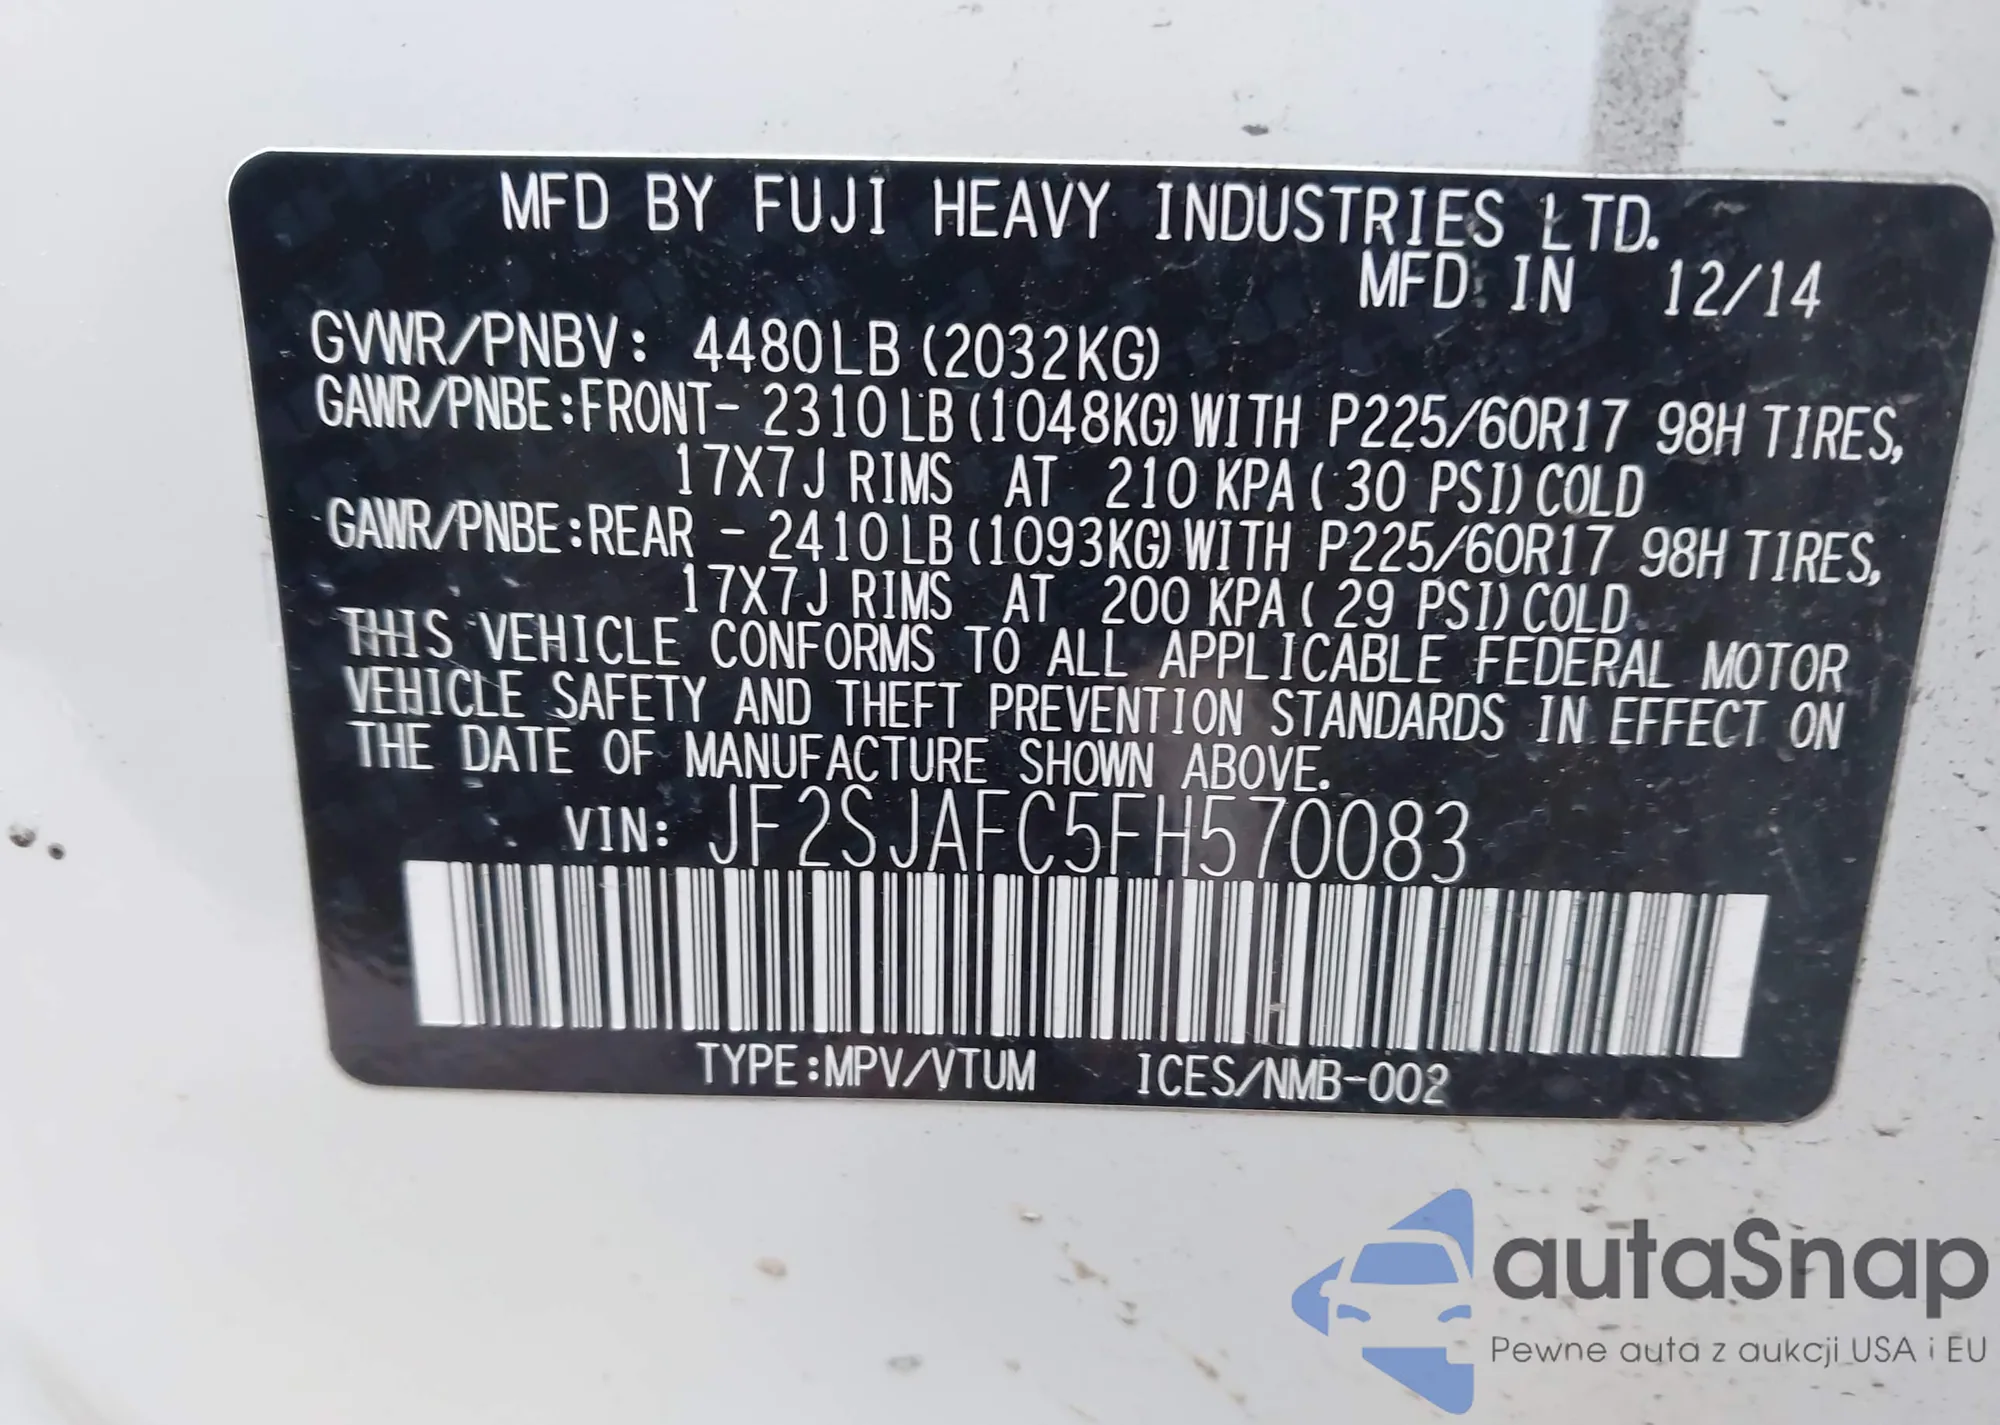 MFD BY FUJI HEAVY INDUSTRIES LTD.
MFD IN 12/14
GVWR/PNBV: 4480LB (2032KG)
GAWR/PNBE:FRONT- 2310LB (1048KG) WITH P225/60R17 98H TIRES,
17X7J RIMS AT 210 KPA ( 30 PSI) COLD
GAWR/PNBE:REAR - 2410LB (1093KG) WITH P225/60R17 98H TIRES,
17X7J RIMS AT 200 KPA ( 29 PSI) COLD
THIS VEHICLE CONFORMS TO ALL APPLICABLE FEDERAL MOTOR
VEHICLE SAFETY AND THEFT PREVENTION STANDARDS IN EFFECT ON
THE DATE OF MANUFACTURE SHOWN ABOVE.
VIN: JF2SJAFC5FH570083
TYPE:MPV/VTUM ICES/NMB-002
autaSnap
Pewne auta z aukcji USA i EU